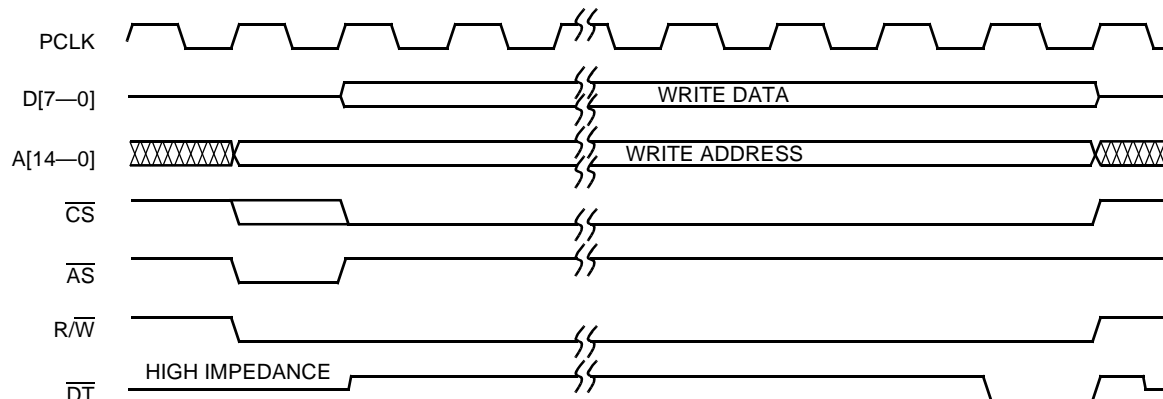 PCLK
D[7—0]
WRITE DATA
A[14—0]
WRITE ADDRESS
CS
AS
R/W
HIGH IMPEDANCE
DT